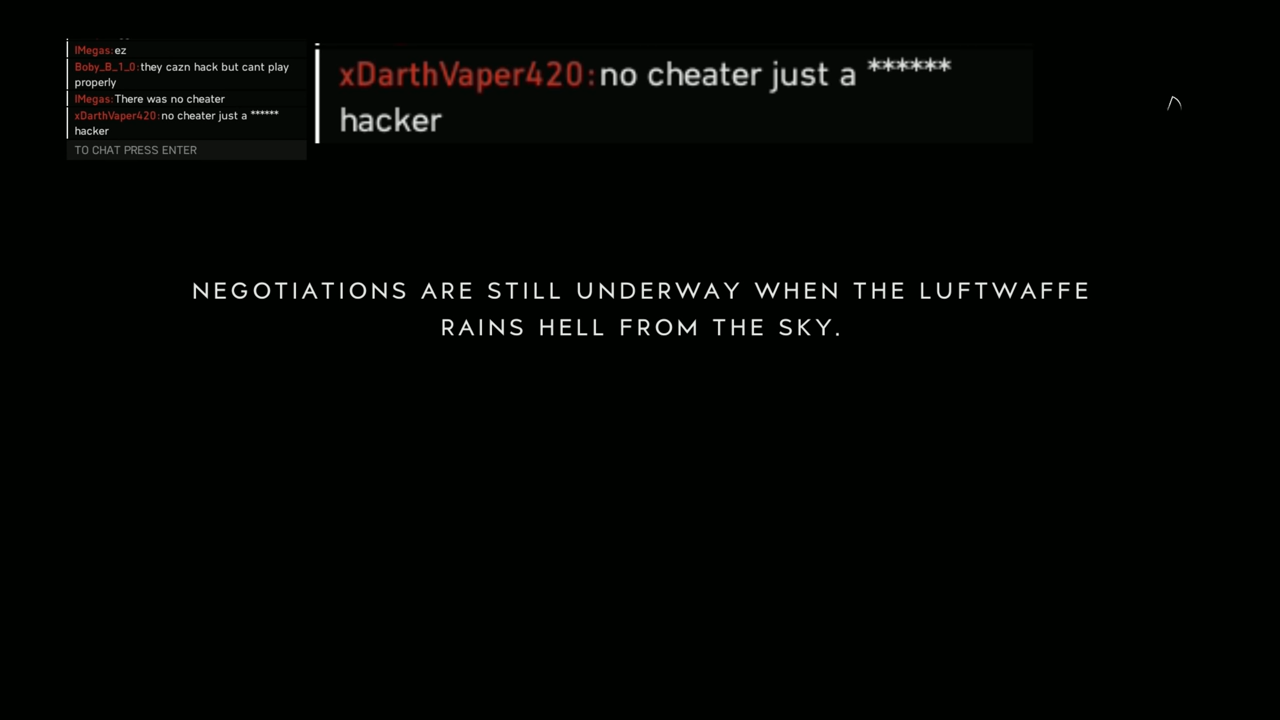 IMegas:ez
Boby_B_1_0:they cazn hack but cant play
properly
IMegas:There was no cheater
xDarthVaper420:no cheater just a ******
hacker
TO CHAT PRESS ENTER
xDarthVaper420:no cheater just a ******
hacker
NEGOTIATIONS ARE STILL UNDERWAY WHEN THE LUFTWAFFE
RAINS HELL FROM THE SKY.